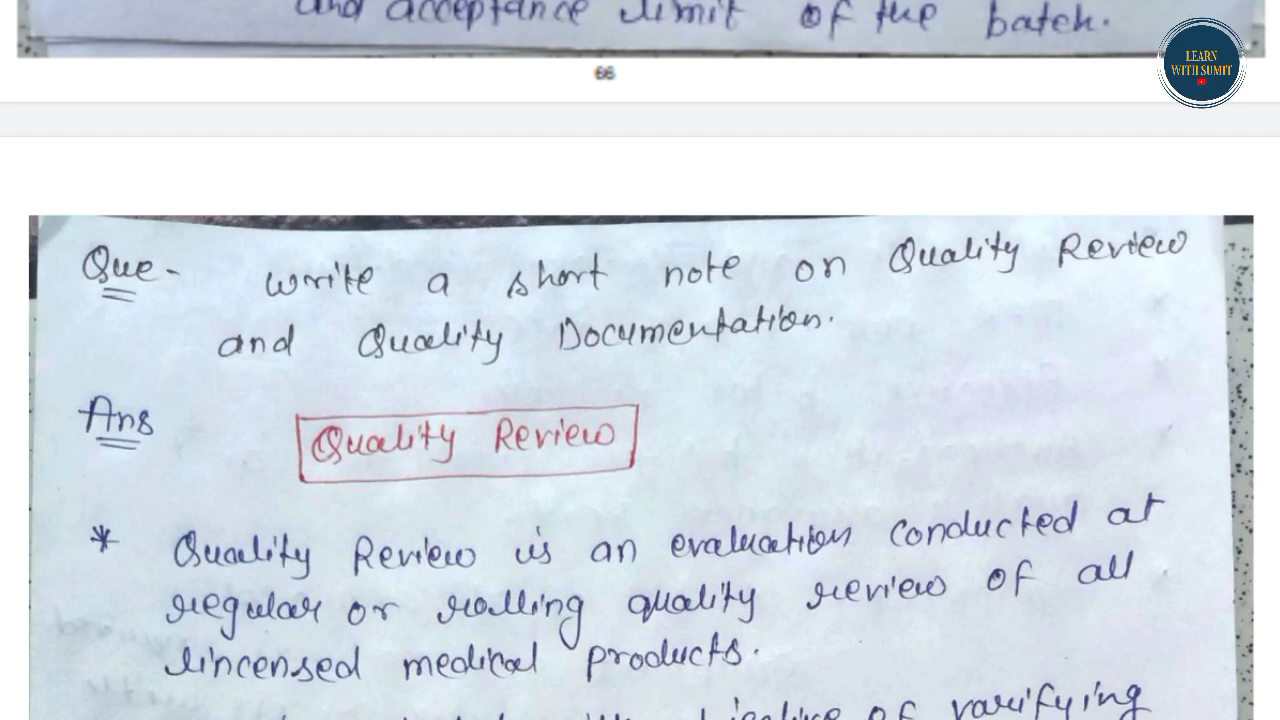 and acceptance limit of the batch.
66
LEARN
WITH SUMIT
Que- write a short note on Quality Review
and Quality Documentation.
Ans
Quality Review
* Quality Review is an evaluation conducted at
regular or rolling quality review of all
lincensed medical products.
of varifying